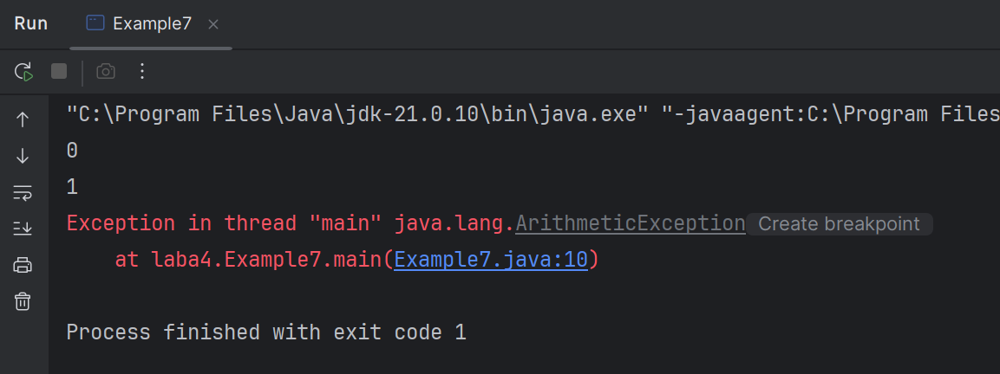 Run Example7
"C:\Program Files\Java\jdk-21.0.10\bin\java.exe" "-javaagent:C:\Program Files
0
1
Exception in thread "main" java.lang.ArithmeticException Create breakpoint
at laba4.Example7.main(Example7.java:10)
Process finished with exit code 1